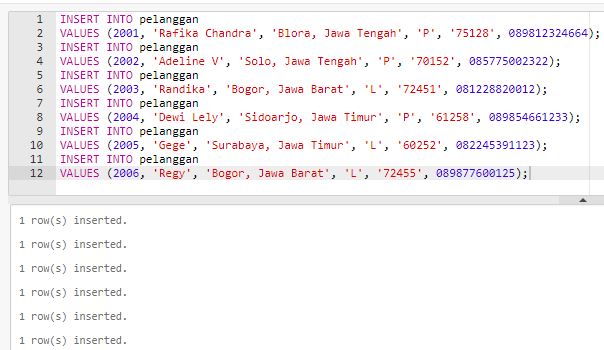 1 INSERT INTO pelanggan
2 VALUES (2001, 'Rafika Chandra', 'Blora, Jawa Tengah', 'P', '75128', 089812324664);
3 INSERT INTO pelanggan
4 VALUES (2002, 'Adeline V', 'Solo, Jawa Tengah', 'P', '70152', 085775002322);
5 INSERT INTO pelanggan
6 VALUES (2003, 'Randika', 'Bogor, Jawa Barat', 'L', '72451', 081228820012);
7 INSERT INTO pelanggan
8 VALUES (2004, 'Dewi Lely', 'Sidoarjo, Jawa Timur', 'P', '61258', 089854661233);
9 INSERT INTO pelanggan
10 VALUES (2005, 'Gege', 'Surabaya, Jawa Timur', 'L', '60252', 082245391123);
11 INSERT INTO pelanggan
12 VALUES (2006, 'Regy', 'Bogor, Jawa Barat', 'L', '72455', 089877600125);
1 row(s) inserted.
1 row(s) inserted.
1 row(s) inserted.
1 row(s) inserted.
1 row(s) inserted.
1 row(s) inserted.